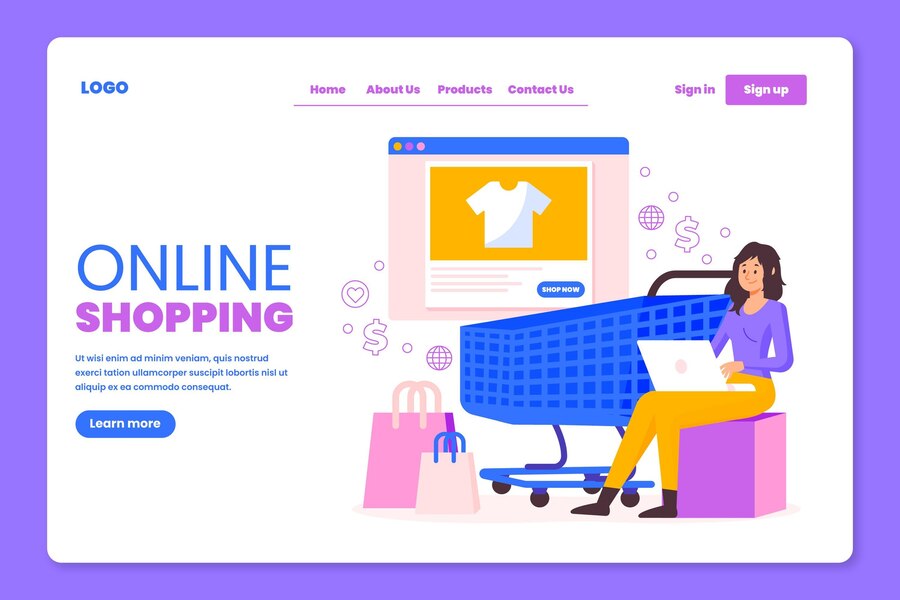 LOGO
Home About Us Products Contact Us
Sign in Sign up
ONLINE
SHOPPING
Ut wisi enim ad minim veniam, quis nostrud
exerci tation ullamcorper suscipit lobortis nisl ut
aliquip ex ea commodo consequat.
Learn more
SHOP NOW